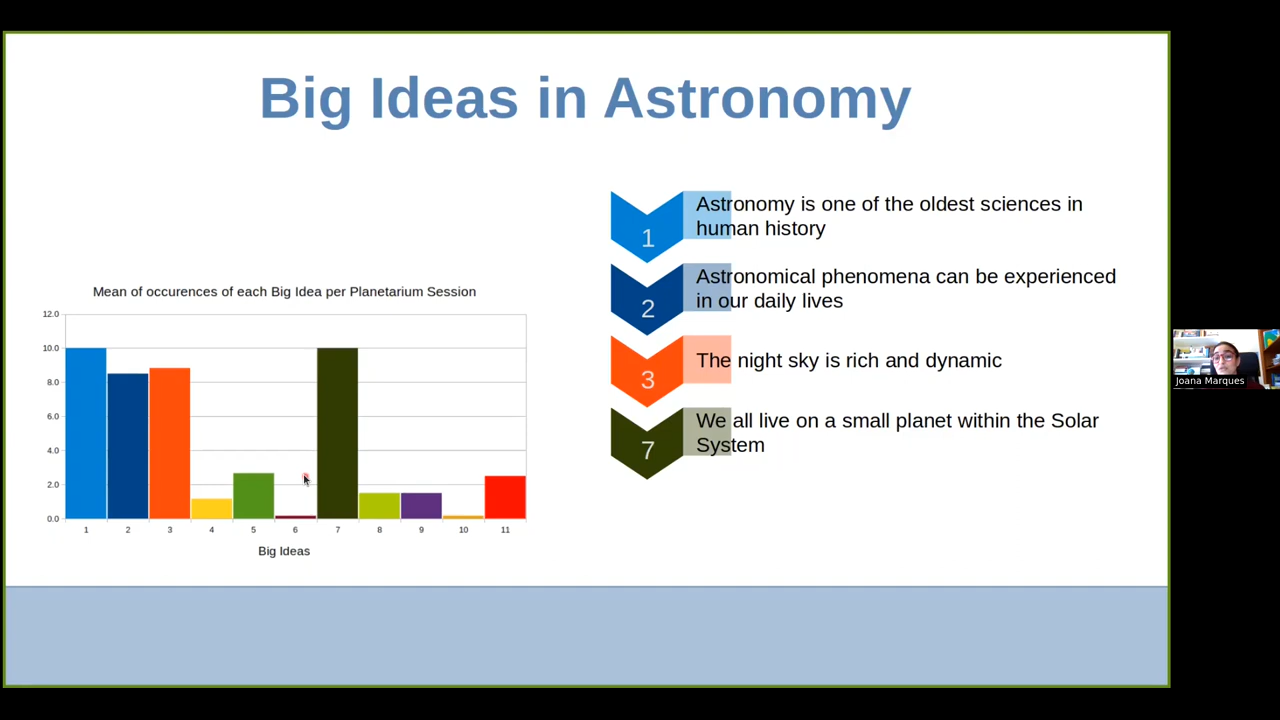 Big Ideas in Astronomy
Mean of occurences of each Big Idea per Planetarium Session
12.0
10.0
8.0
6.0
4.0
2.0
0.0
1 2 3 4 5 6 7 8 9 10 11
Big Ideas
1
Astronomy is one of the oldest sciences in
human history
2
Astronomical phenomena can be experienced
in our daily lives
3
The night sky is rich and dynamic
7
We all live on a small planet within the Solar
System
Joana Marques